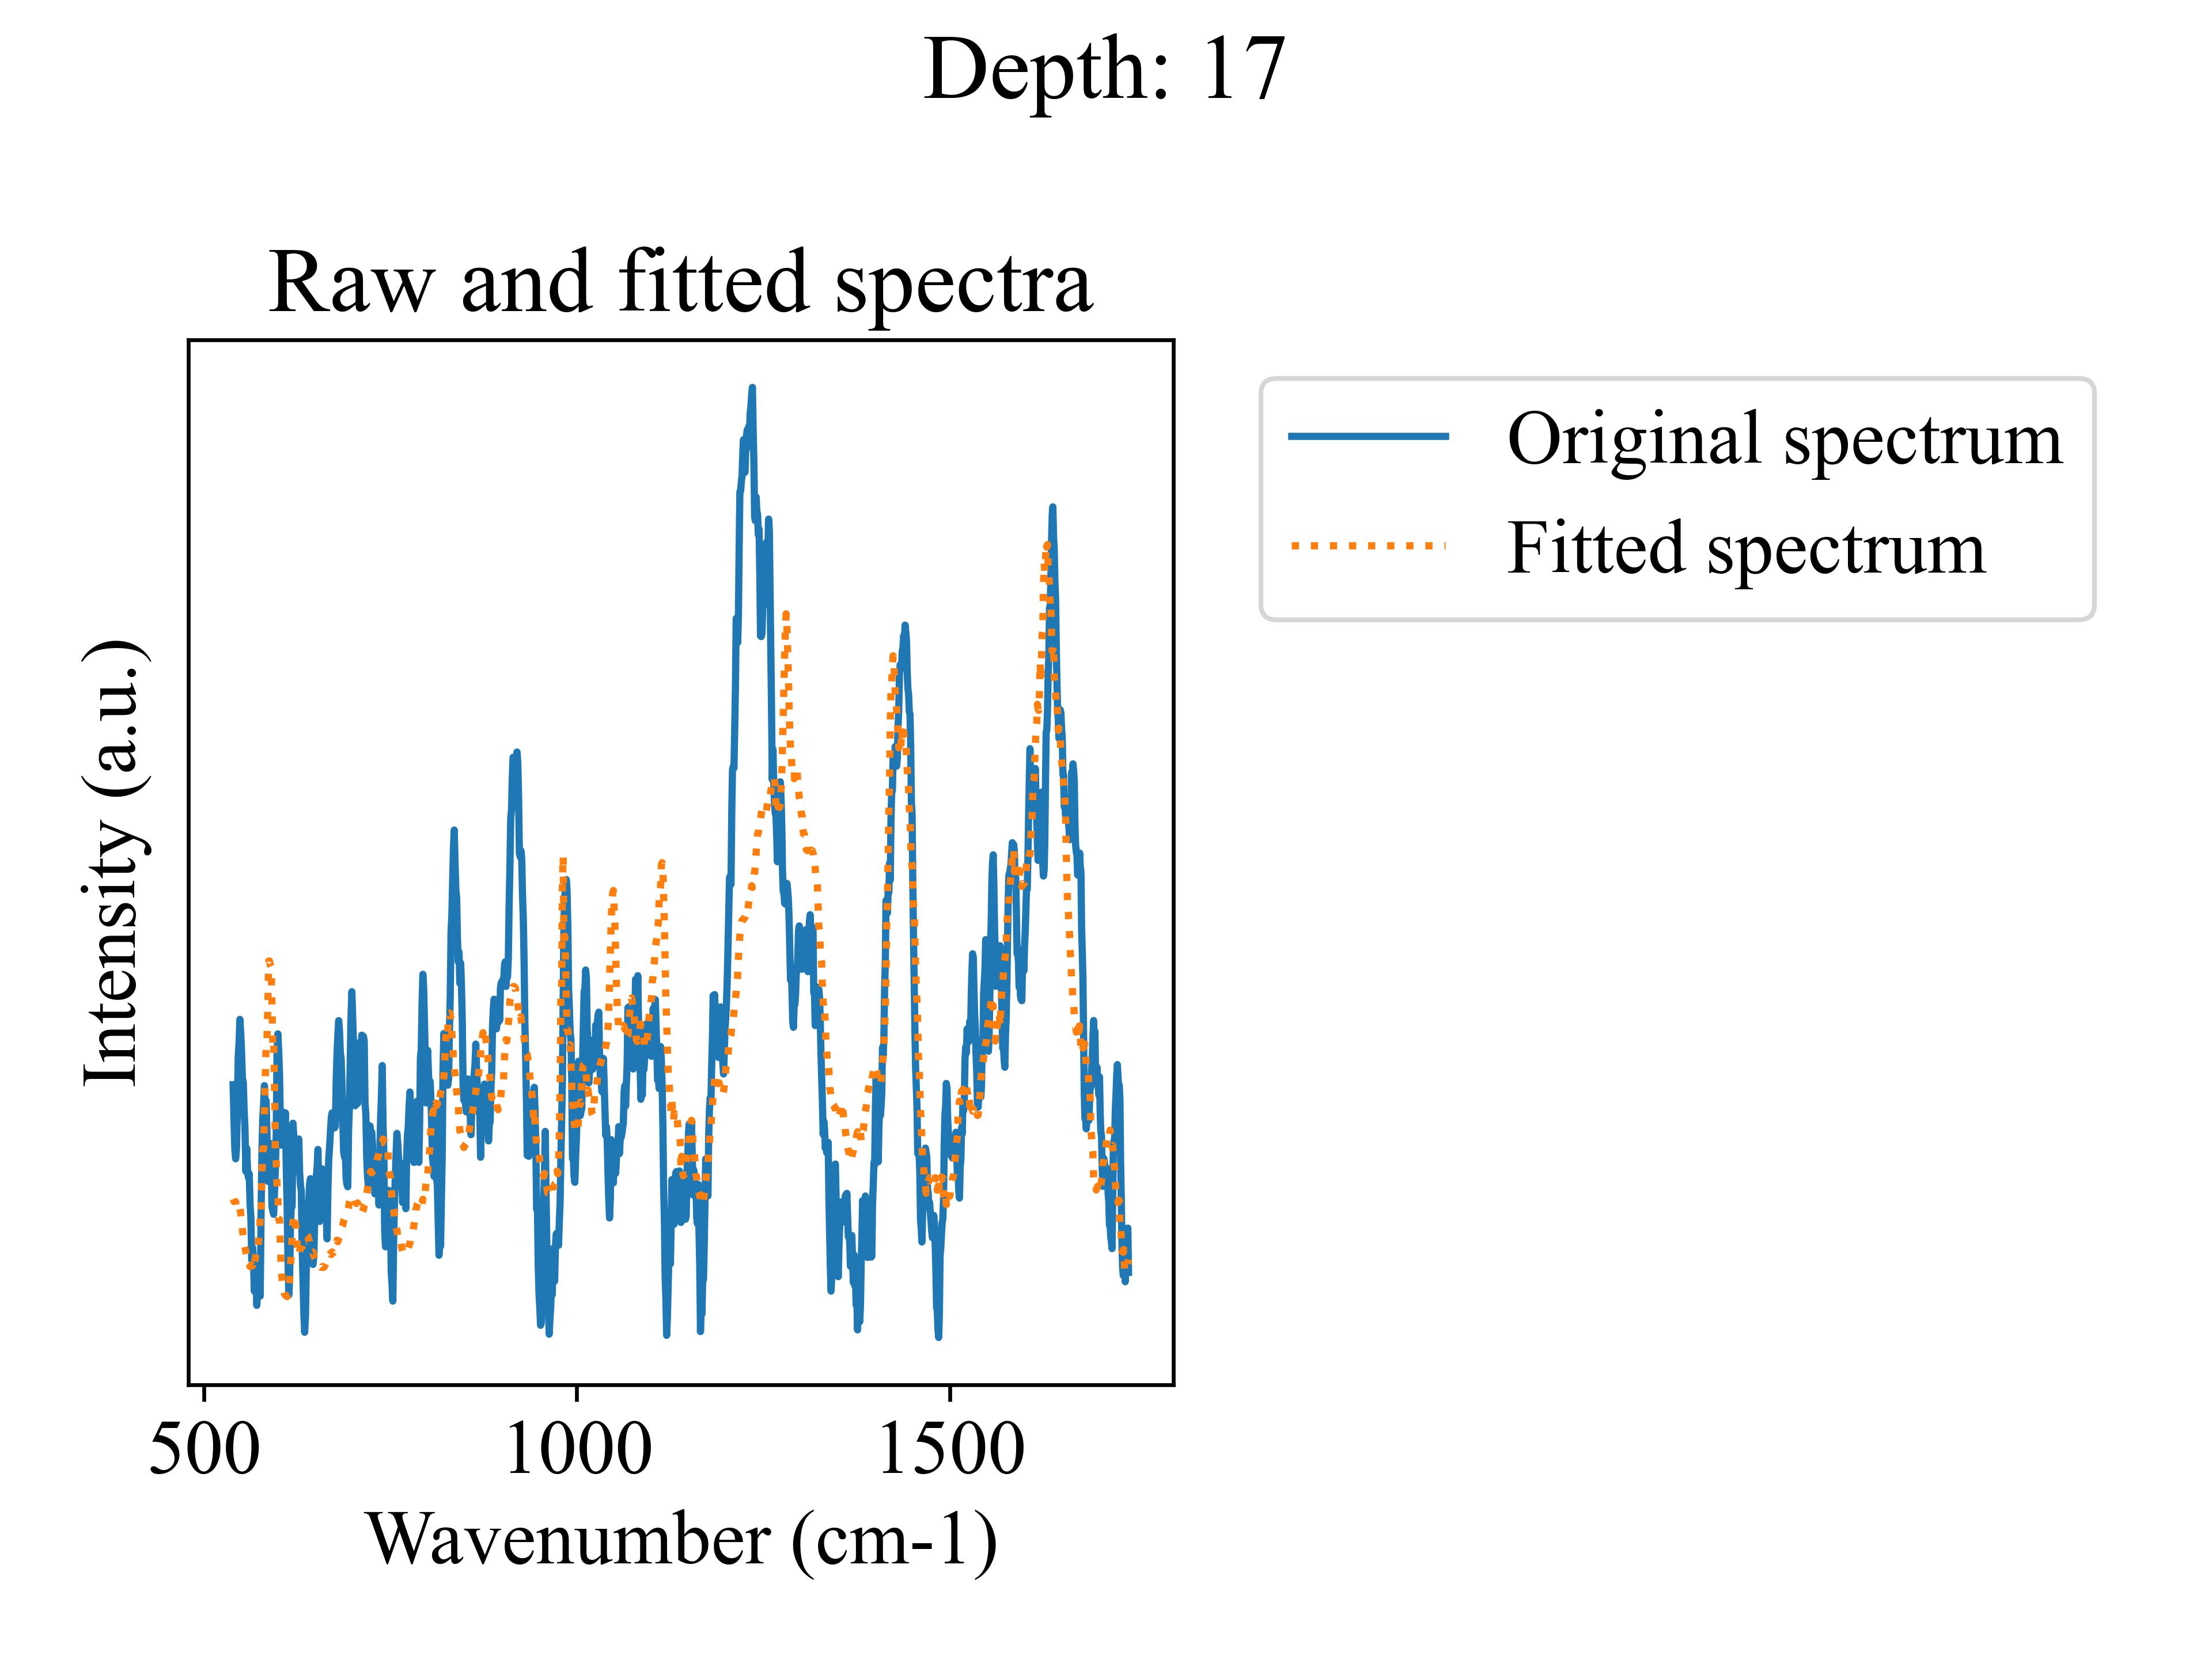 Depth: 17
Raw and fitted spectra
Original spectrum
Fitted spectrum
Intensity (a.u.)
500 1000 1500
Wavenumber (cm-1)